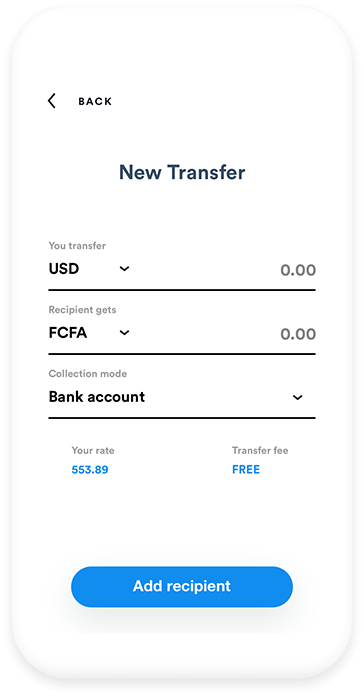 BACK
New Transfer
You transfer
USD 0.00
Recipient gets
FCFA 0.00
Collection mode
Bank account
Your rate Transfer fee
553.89 FREE
Add recipient